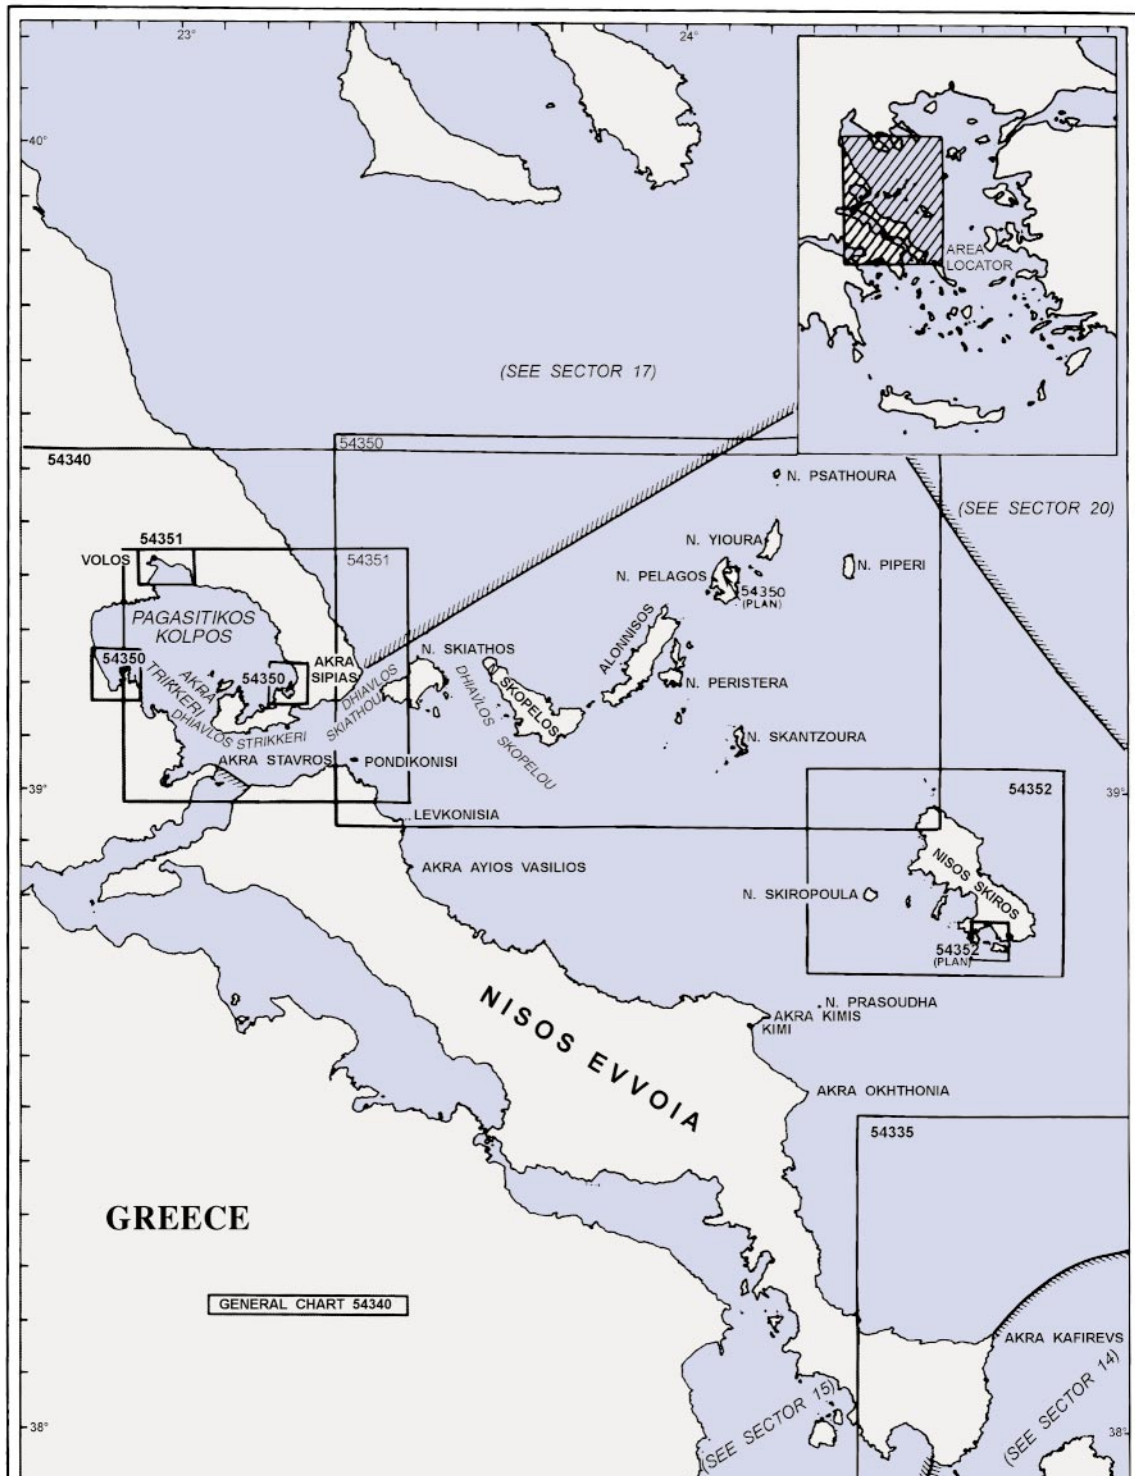 23°
24°
40°
AREA
LOCATOR
(SEE SECTOR 17)
54350
54340
N. PSATHOURA
(SEE SECTOR 20)
54351
VOLOS
54351
N. YIOURA
N. PIPERI
N. PELAGOS
54350
(PLAN)
PAGASITIKOS
KOLPOS
ALONNISOS
54350
54350
AKRA
SIPIAS
N. SKIATHOS
AKRA
TRIKKERI
DHIAVLOS
SKIATHOU
N. SKOPELOS
N. PERISTERA
DHIAVLOS STRIKKERI
DHIAVLOS SKOPELOU
N. SKANTZOURA
AKRA STAVROS
PONDIKONISI
39°
39°
54352
LEVKONISIA
NISOS SKIROS
AKRA AYIOS VASILIOS
N. SKIROPOULA
54352
(PLAN)
NISOS EVVOIA
N. PRASOUDHA
AKRA KIMIS
KIMI
AKRA OKHTHONIA
54335
GREECE
GENERAL CHART 54340
AKRA KAFIREVS
(SEE SECTOR 15)
(SEE SECTOR 14)
38°
38°